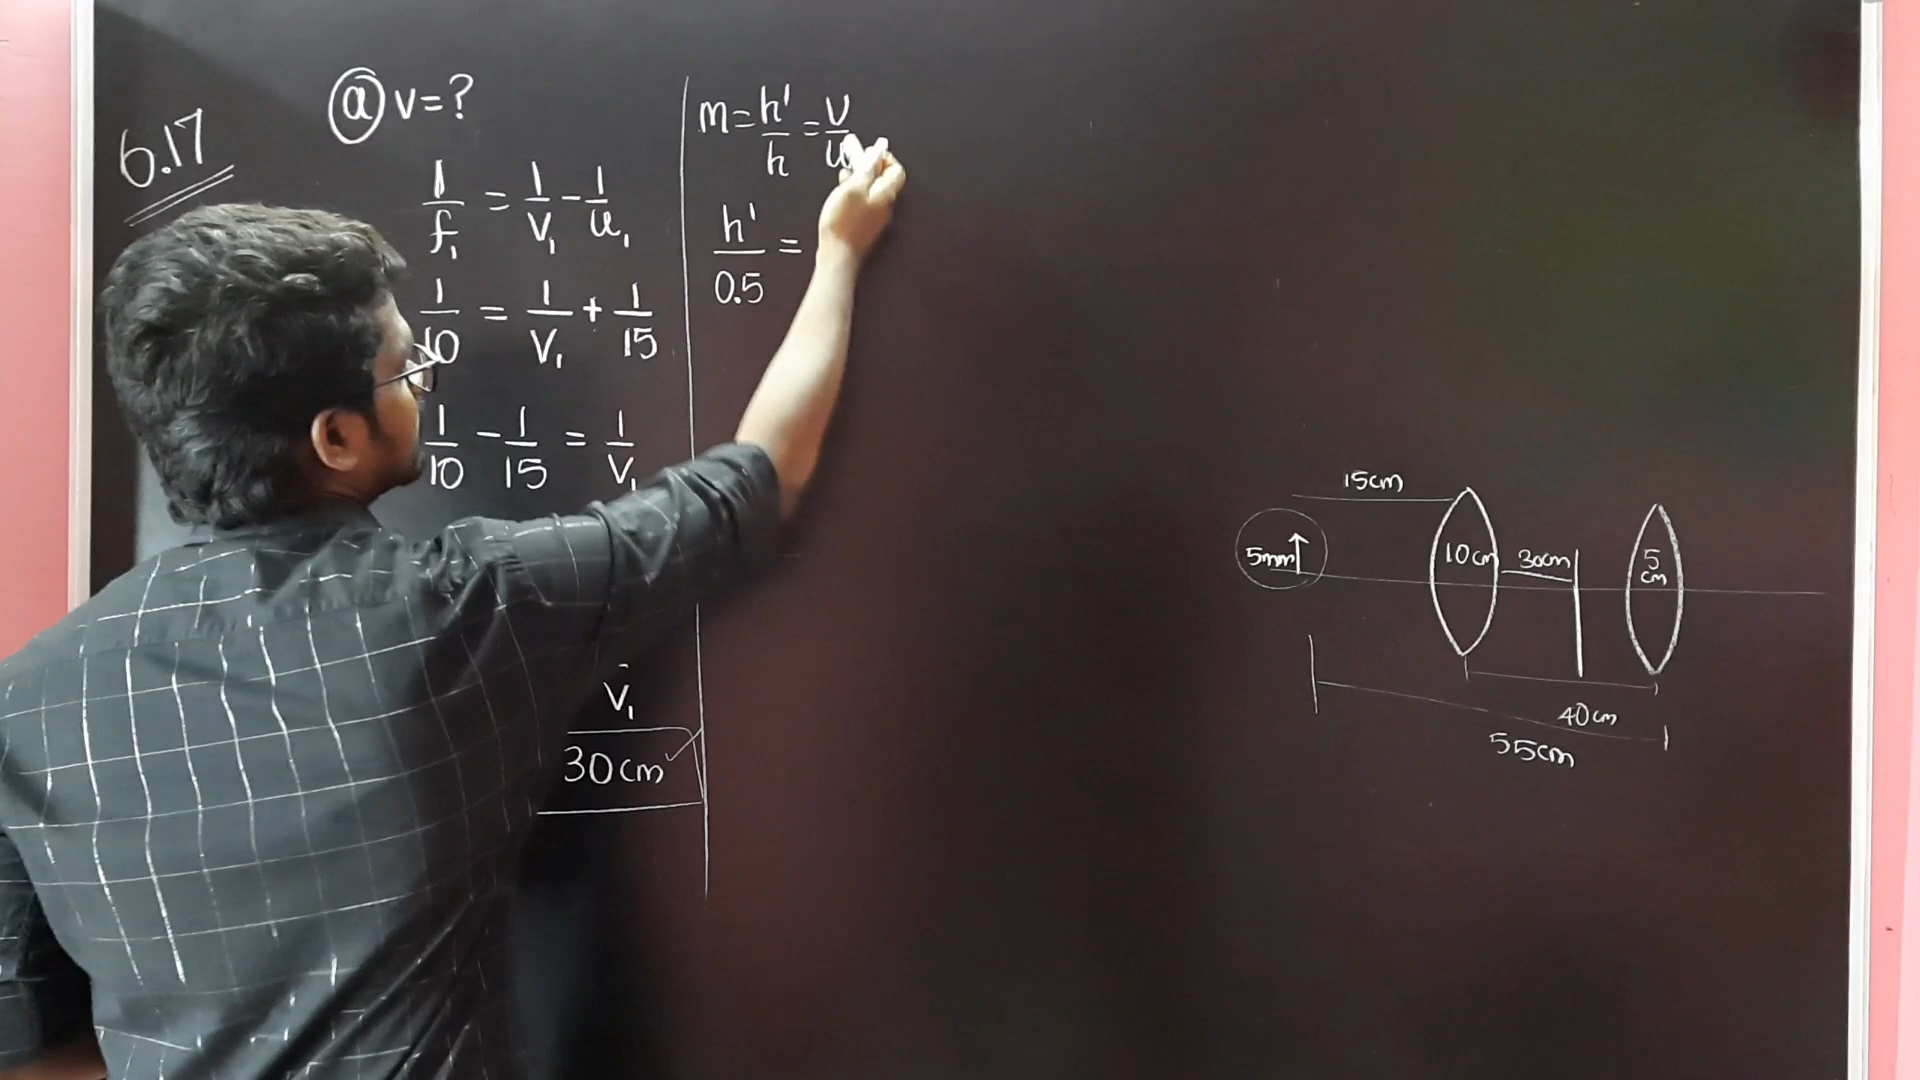 6.17
ⓐ v=?
1/f₁ = 1/v₁ - 1/u₁
1/10 = 1/v₁ + 1/15
1/10 - 1/15 = 1/v₁
v₁
30cm
m = h'/h = v/u
h'/0.5 =
15cm
5mm
10cm
30cm
5 cm
40cm
55cm